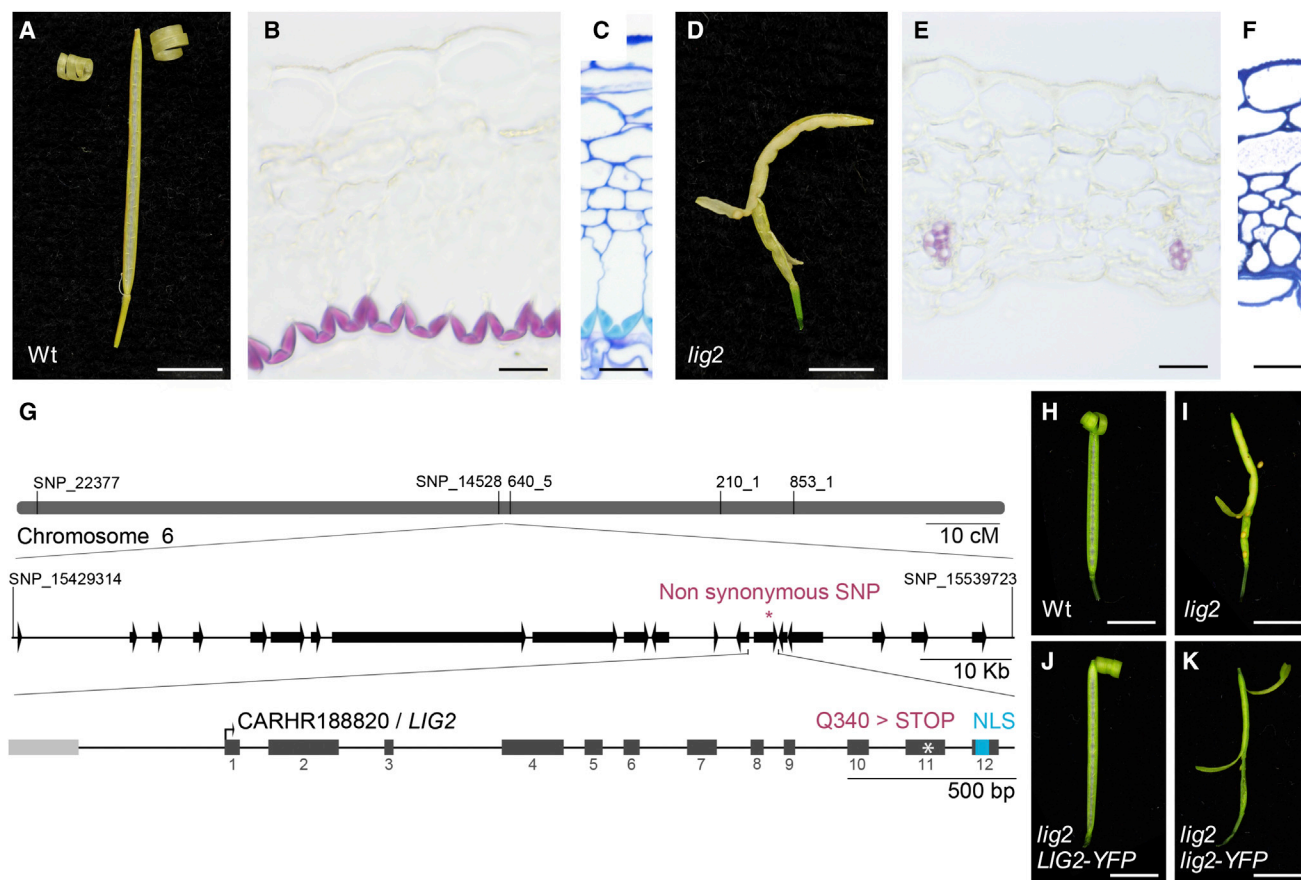 A
B
C
D
E
F
Wt
lig2
G
H
I
SNP_22377
SNP_14528
640_5
210_1
853_1
Chromosome 6
10 cM
SNP_15429314
SNP_15539723
Non synonymous SNP
*
10 Kb
Wt
lig2
J
K
CARHR188820 / LIG2
Q340 > STOP
NLS
*
1
2
3
4
5
6
7
8
9
10
11
12
500 bp
lig2
LIG2-YFP
lig2
lig2-YFP